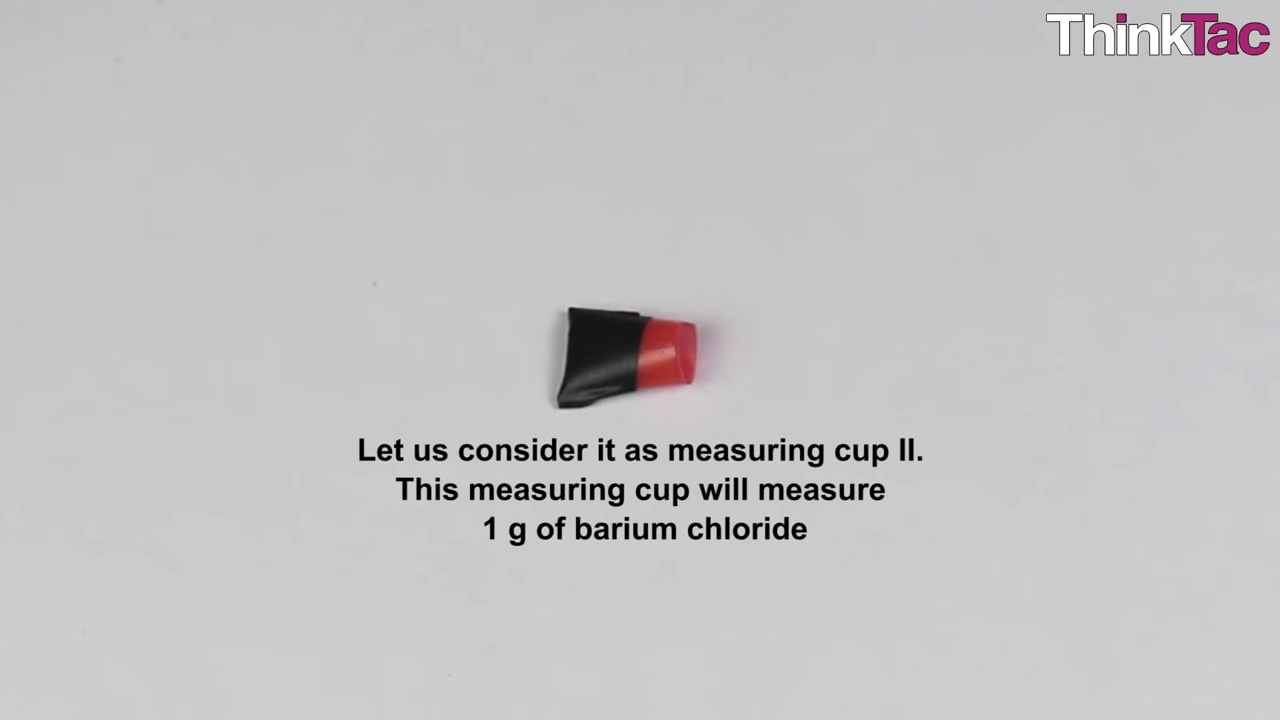 ThinkTac
Let us consider it as measuring cup II.
This measuring cup will measure
1 g of barium chloride